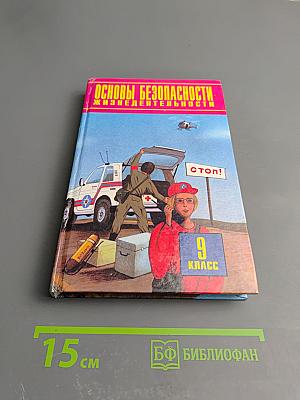 ОСНОВЫ БЕЗОПАСНОСТИ
ЖИЗНЕДЕЯТЕЛЬНОСТИ
СТОП!
9
КЛАСС
15 см
БФ БИБЛИОФАН